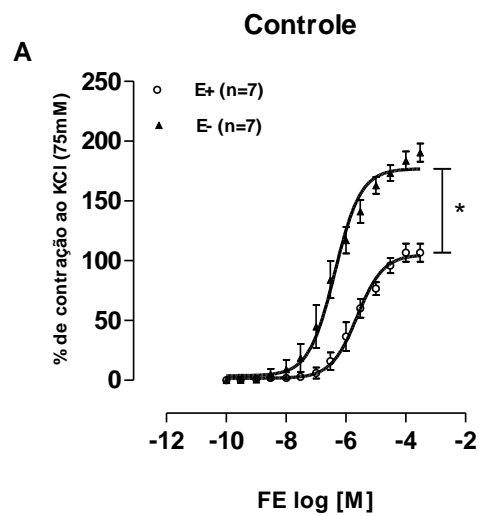 Controle
A
% de contração ao KCl (75mM)
250
200
150
100
50
0
E+ (n=7)
E- (n=7)
*
-12 -10 -8 -6 -4 -2
FE log [M]